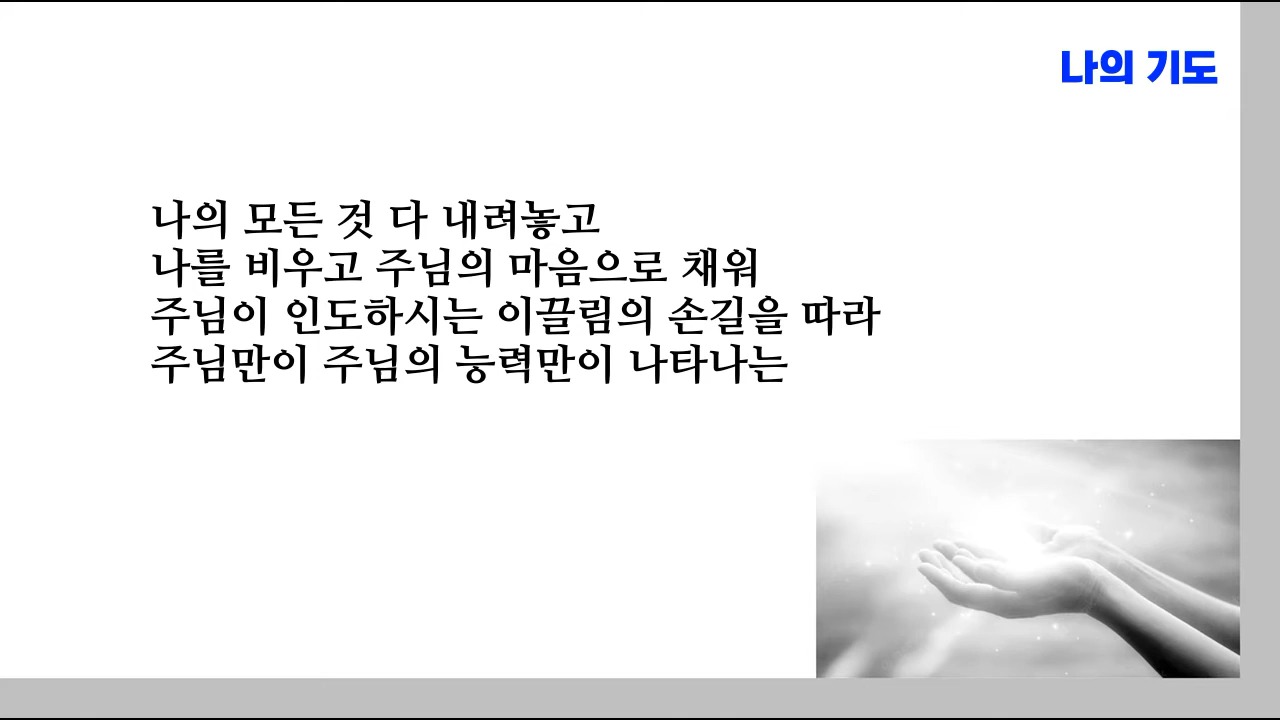 나의 기도
나의 모든 것 다 내려놓고
나를 비우고 주님의 마음으로 채워
주님이 인도하시는 이끌림의 손길을 따라
주님만이 주님의 능력만이 나타나는